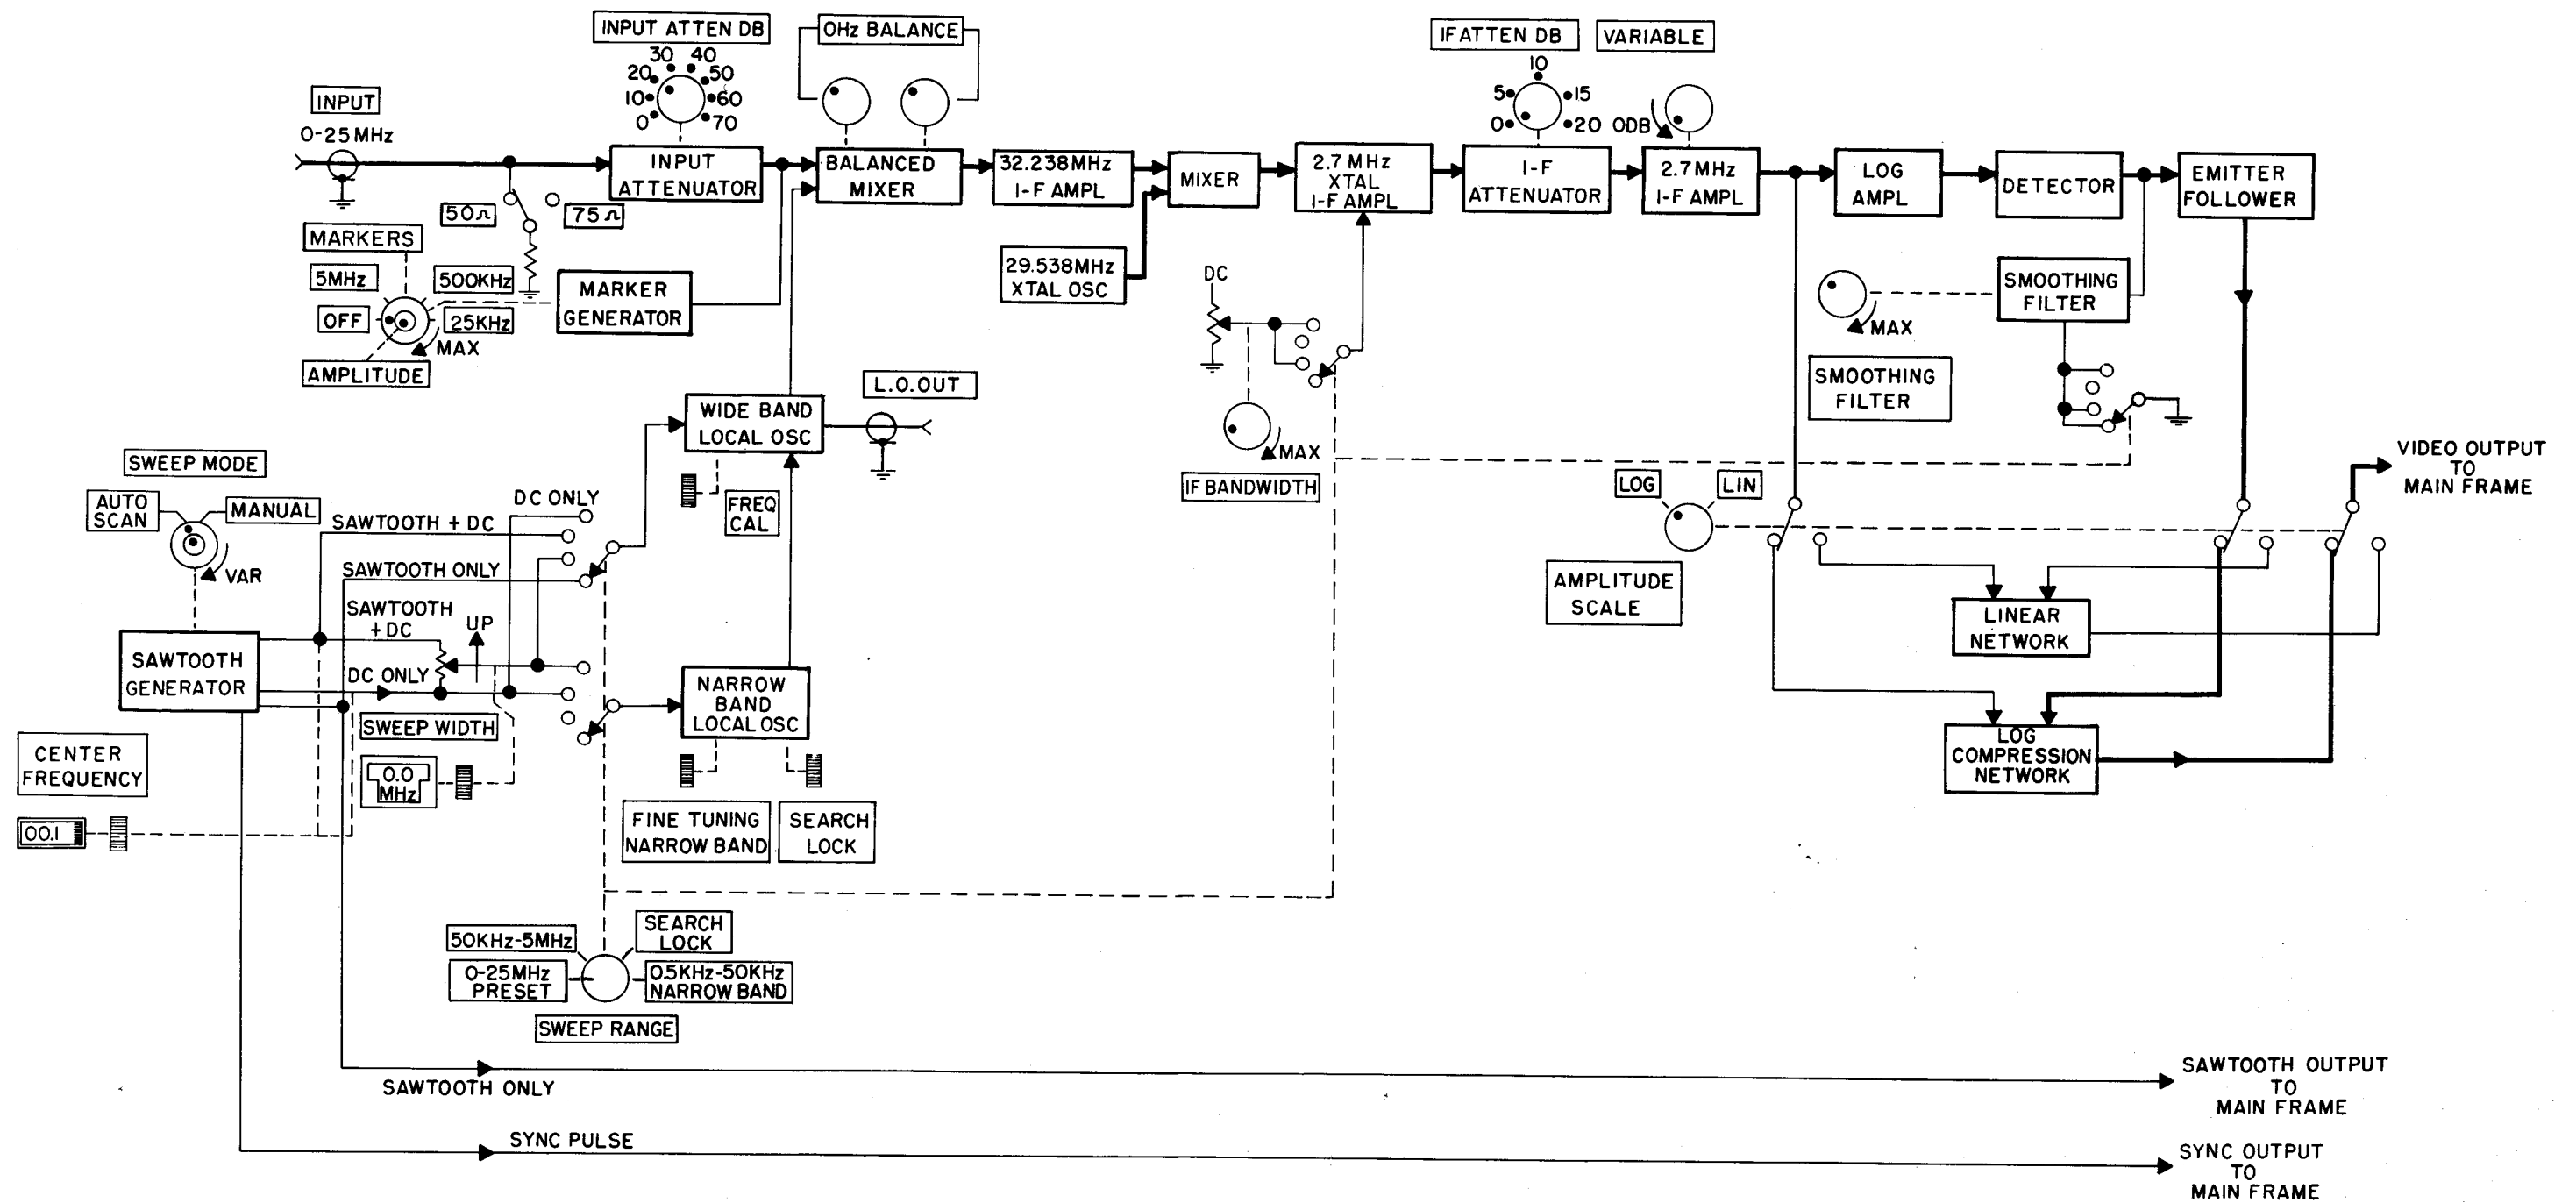 INPUT ATTEN DB
30
40
20
50
10
60
0
70
0Hz BALANCE
IF ATTEN DB
VARIABLE
10
5
15
0
20
0DB
INPUT
0-25MHz
INPUT
ATTENUATOR
BALANCED
MIXER
32.238MHz
I-F AMPL
MIXER
2.7 MHz
XTAL
I-F AMPL
I-F
ATTENUATOR
2.7MHz
I-F AMPL
LOG
AMPL
DETECTOR
EMITTER
FOLLOWER
50Ω
75Ω
MARKERS
5MHz
500KHz
OFF
25KHz
MAX
AMPLITUDE
MARKER
GENERATOR
29.538MHz
XTAL OSC
DC
MAX
IF BANDWIDTH
SMOOTHING
FILTER
MAX
SMOOTHING
FILTER
L.O.OUT
WIDE BAND
LOCAL OSC
FREQ
CAL
SWEEP MODE
AUTO
SCAN
MANUAL
VAR
DC ONLY
SAWTOOTH + DC
SAWTOOTH ONLY
SAWTOOTH
+DC
UP
DC ONLY
SAWTOOTH
GENERATOR
SWEEP WIDTH
0.0
MHz
CENTER
FREQUENCY
00.1
NARROW
BAND
LOCAL OSC
FINE TUNING
NARROW BAND
SEARCH
LOCK
LOG
LIN
AMPLITUDE
SCALE
VIDEO OUTPUT
TO
MAIN FRAME
LINEAR
NETWORK
LOG
COMPRESSION
NETWORK
50KHz-5MHz
SEARCH
LOCK
0-25MHz
PRESET
0.5KHz-50KHz
NARROW BAND
SWEEP RANGE
SAWTOOTH ONLY
SAWTOOTH OUTPUT
TO
MAIN FRAME
SYNC PULSE
SYNC OUTPUT
TO
MAIN FRAME